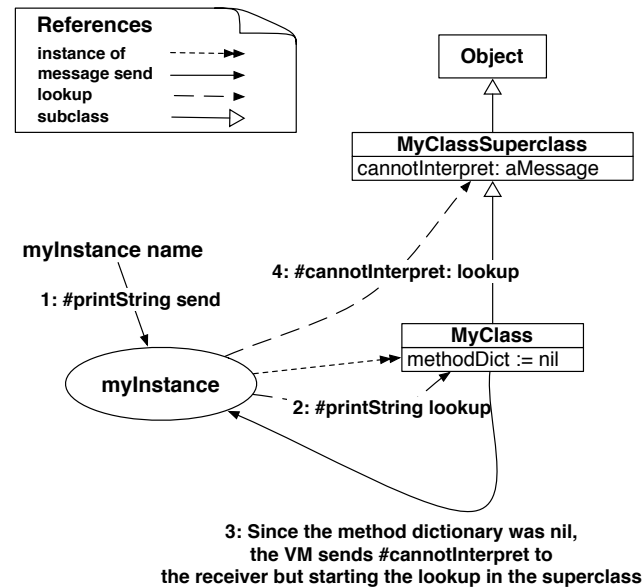 References
instance of
message send
lookup
subclass
Object
MyClassSuperclass
cannotInterpret: aMessage
myInstance name
4: #cannotInterpret: lookup
1: #printString send
MyClass
methodDict := nil
myInstance
2: #printString lookup
3: Since the method dictionary was nil,
the VM sends #cannotInterpret to
the receiver but starting the lookup in the superclass